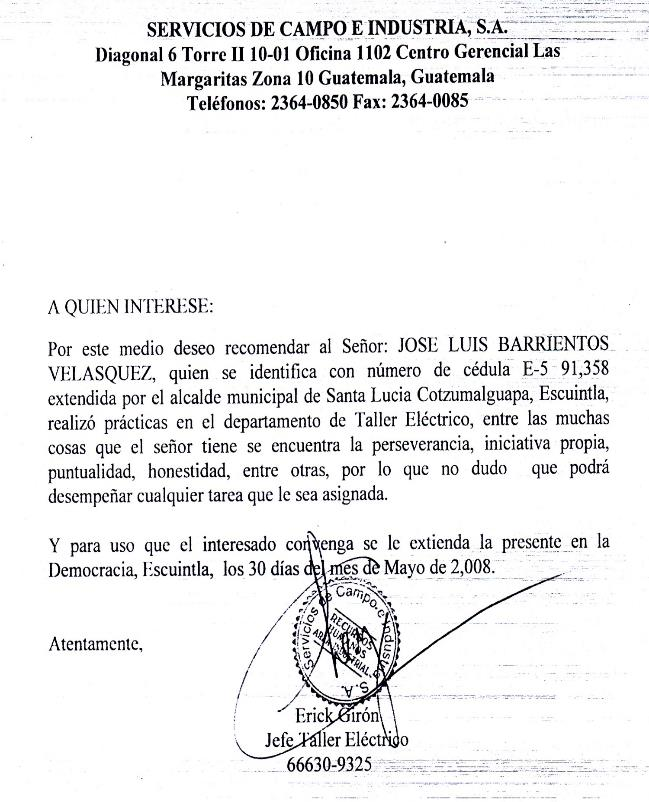 SERVICIOS DE CAMPO E INDUSTRIA, S.A.
Diagonal 6 Torre II 10-01 Oficina 1102 Centro Gerencial Las
Margaritas Zona 10 Guatemala, Guatemala
Teléfonos: 2364-0850 Fax: 2364-0085
A QUIEN INTERESE:
Por este medio deseo recomendar al Señor: JOSE LUIS BARRIENTOS
VELASQUEZ, quien se identifica con número de cédula E-5 91,358
extendida por el alcalde municipal de Santa Lucia Cotzumalguapa, Escuintla,
realizó prácticas en el departamento de Taller Eléctrico, entre las muchas
cosas que el señor tiene se encuentra la perseverancia, iniciativa propia,
puntualidad, honestidad, entre otras, por lo que no dudo que podrá
desempeñar cualquier tarea que le sea asignada.
Y para uso que el interesado convenga se le extienda la presente en la
Democracia, Escuintla, los 30 días del mes de Mayo de 2,008.
Atentamente,
Servicios de Campo e Industria S.A.
RECURSOS
HUMANOS
AREA INDUSTRIAL
Erick Girón
Jefe Taller Eléctrico
66630-9325